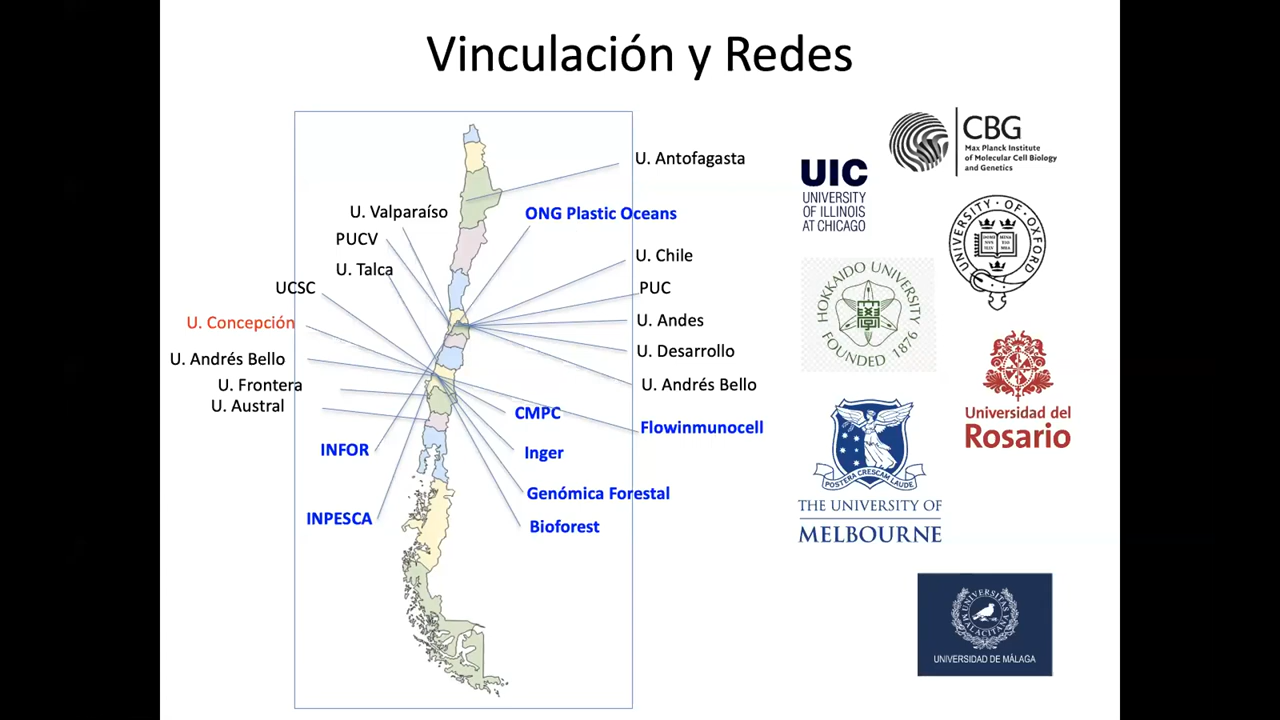 Vinculación y Redes
U. Antofagasta
U. Valparaíso
ONG Plastic Oceans
PUCV
U. Chile
U. Talca
UCSC
PUC
U. Concepción
U. Andes
U. Andrés Bello
U. Desarrollo
U. Frontera
U. Andrés Bello
U. Austral
CMPC
Flowinmunocell
INFOR
Inger
Genómica Forestal
INPESCA
Bioforest
CBG
Max Planck Institute
of Molecular Cell Biology
and Genetics
UIC
UNIVERSITY
OF ILLINOIS
AT CHICAGO
UNIVERSITY · OF · OXFORD
HOKKAIDO UNIVERSITY
FOUNDED 1876
Universidad del
Rosario
POSTERA CRESCAM LAUDE
THE UNIVERSITY OF
MELBOURNE
UNIVERSITAS
MALACITANA
UNIVERSIDAD DE MÁLAGA